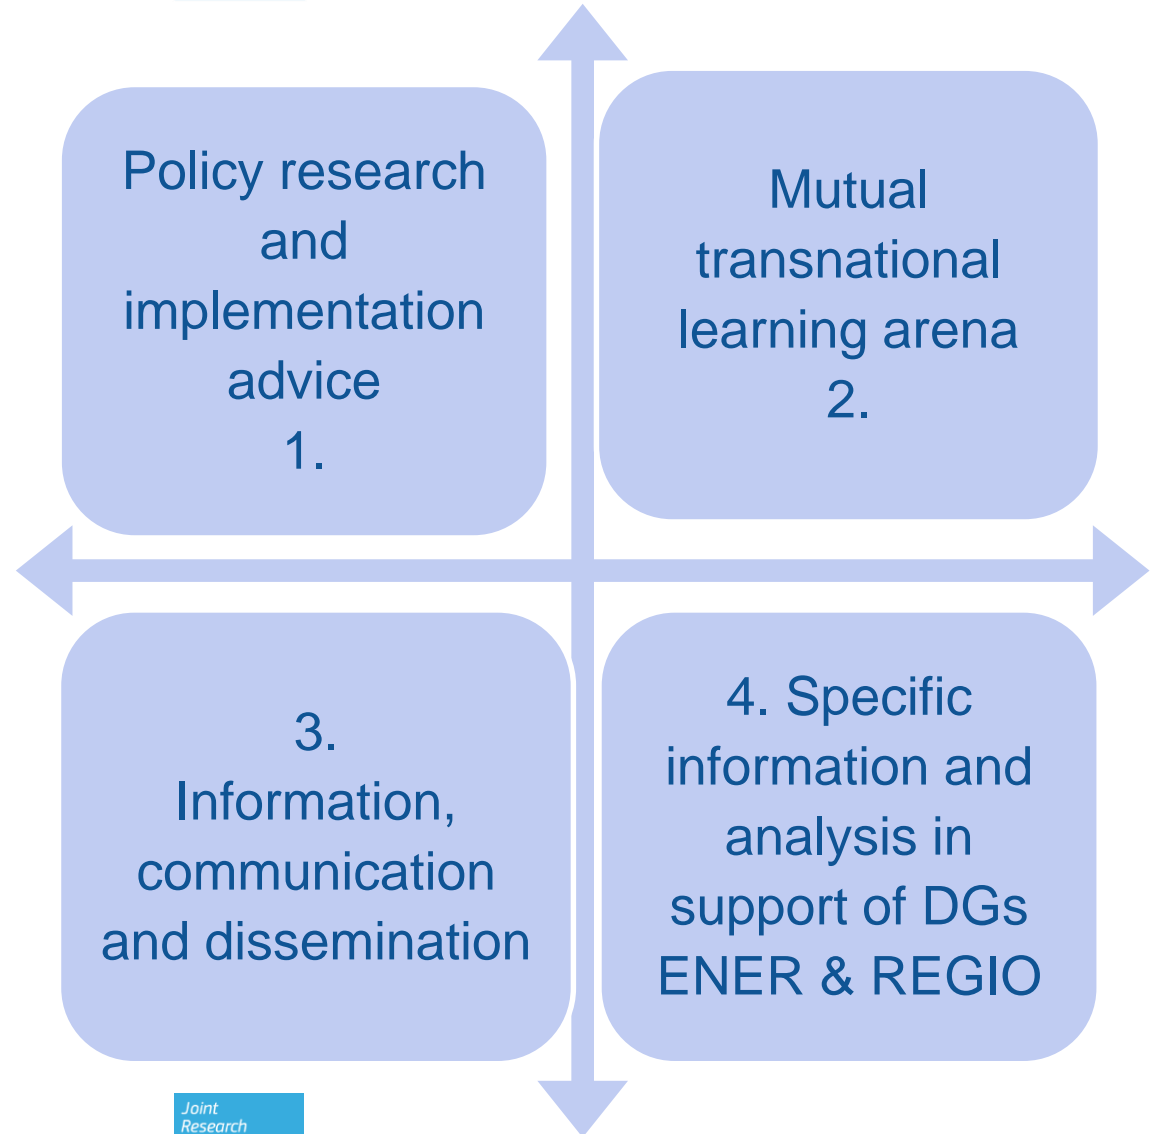 Policy research
and
implementation
advice
1.
Mutual
transnational
learning arena
2.
3.
Information,
communication
and dissemination
4. Specific
information and
analysis in
support of DGs
ENER & REGIO
Joint
Research